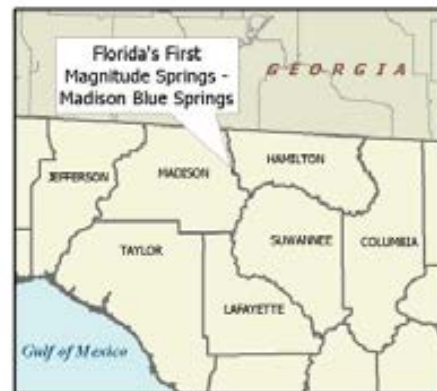 Florida's First
Magnitude Springs -
Madison Blue Springs
GEORGIA
HAMILTON
JEFFERSON
MADISON
SUWANNEE
COLUMBIA
TAYLOR
LAFAYETTE
Gulf of Mexico